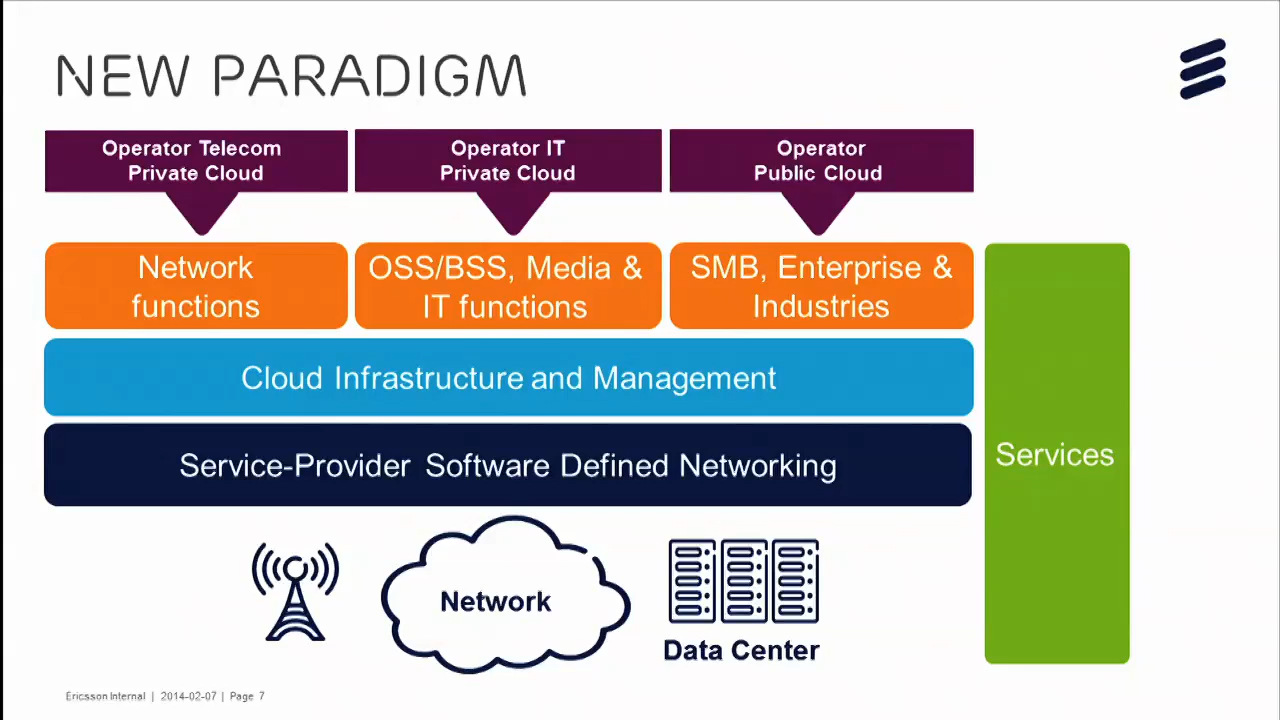 NEW PARADIGM
Operator Telecom
Private Cloud
Operator IT
Private Cloud
Operator
Public Cloud
Network
functions
OSS/BSS, Media &
IT functions
SMB, Enterprise &
Industries
Cloud Infrastructure and Management
Service-Provider Software Defined Networking
Services
Network
Data Center
Ericsson Internal | 2014-02-07 | Page 7